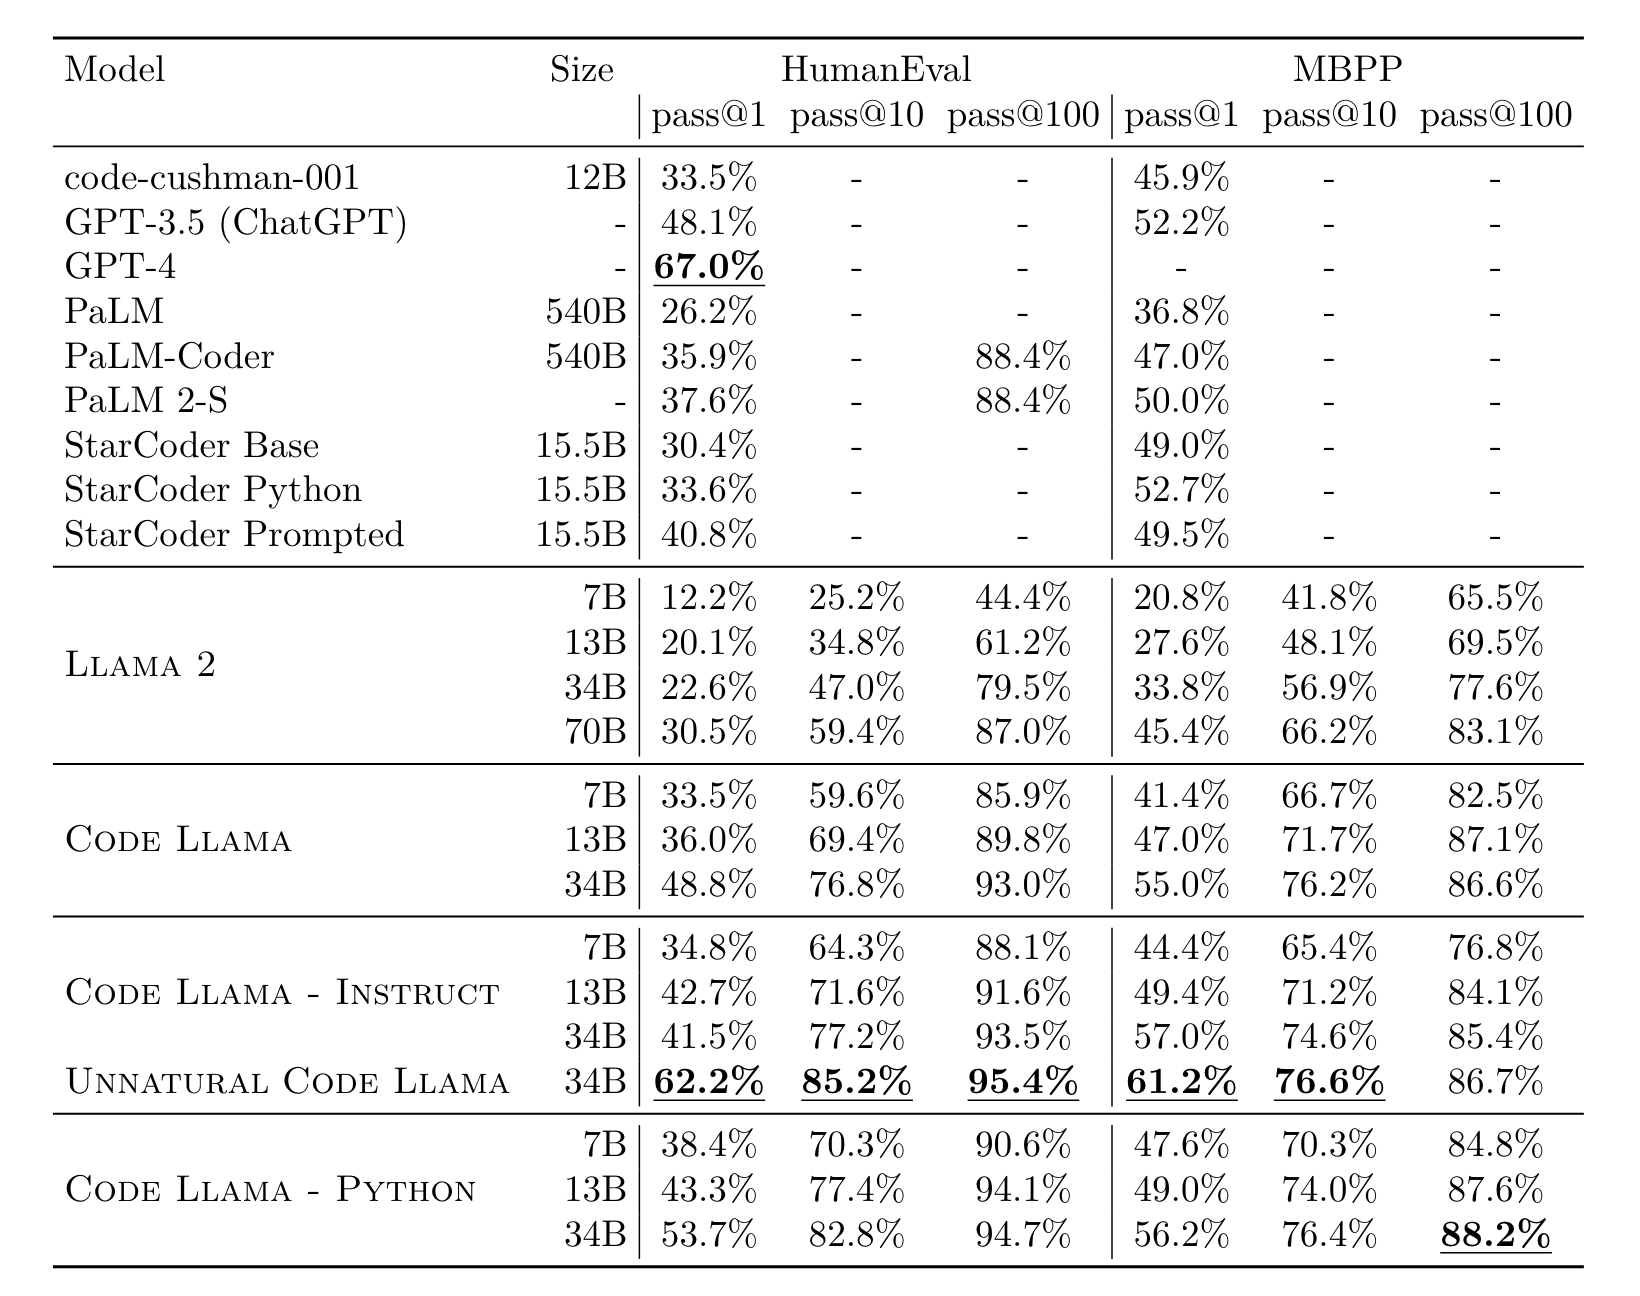 Model Size HumanEval MBPP
pass@1 pass@10 pass@100 pass@1 pass@10 pass@100
code-cushman-001 12B 33.5% - - 45.9% - -
GPT-3.5 (ChatGPT) - 48.1% - - 52.2% - -
GPT-4 - 67.0% - - - - -
PaLM 540B 26.2% - - 36.8% - -
PaLM-Coder 540B 35.9% - 88.4% 47.0% - -
PaLM 2-S - 37.6% - 88.4% 50.0% - -
StarCoder Base 15.5B 30.4% - - 49.0% - -
StarCoder Python 15.5B 33.6% - - 52.7% - -
StarCoder Prompted 15.5B 40.8% - - 49.5% - -
7B 12.2% 25.2% 44.4% 20.8% 41.8% 65.5%
13B 20.1% 34.8% 61.2% 27.6% 48.1% 69.5%
LLAMA 2
34B 22.6% 47.0% 79.5% 33.8% 56.9% 77.6%
70B 30.5% 59.4% 87.0% 45.4% 66.2% 83.1%
7B 33.5% 59.6% 85.9% 41.4% 66.7% 82.5%
CODE LLAMA 13B 36.0% 69.4% 89.8% 47.0% 71.7% 87.1%
34B 48.8% 76.8% 93.0% 55.0% 76.2% 86.6%
7B 34.8% 64.3% 88.1% 44.4% 65.4% 76.8%
CODE LLAMA - INSTRUCT 13B 42.7% 71.6% 91.6% 49.4% 71.2% 84.1%
34B 41.5% 77.2% 93.5% 57.0% 74.6% 85.4%
UNNATURAL CODE LLAMA 34B 62.2% 85.2% 95.4% 61.2% 76.6% 86.7%
7B 38.4% 70.3% 90.6% 47.6% 70.3% 84.8%
CODE LLAMA - PYTHON 13B 43.3% 77.4% 94.1% 49.0% 74.0% 87.6%
34B 53.7% 82.8% 94.7% 56.2% 76.4% 88.2%